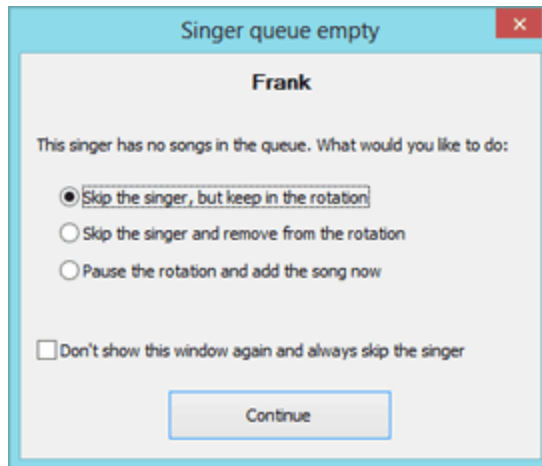 Singer queue empty
Frank
This singer has no songs in the queue. What would you like to do:
Skip the singer, but keep in the rotation
Skip the singer and remove from the rotation
Pause the rotation and add the song now
Don't show this window again and always skip the singer
Continue